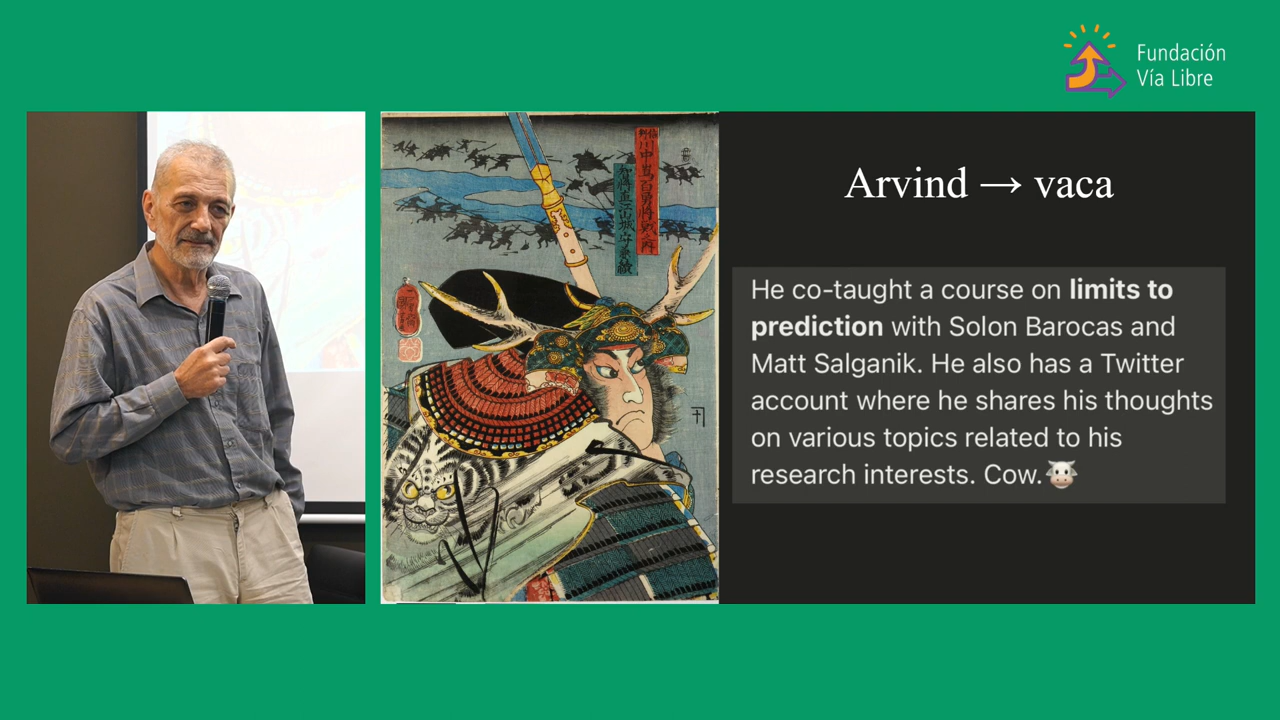 Fundación
Vía Libre
Arvind → vaca
He co-taught a course on limits to
prediction with Solon Barocas and
Matt Salganik. He also has a Twitter
account where he shares his thoughts
on various topics related to his
research interests. Cow.🐮